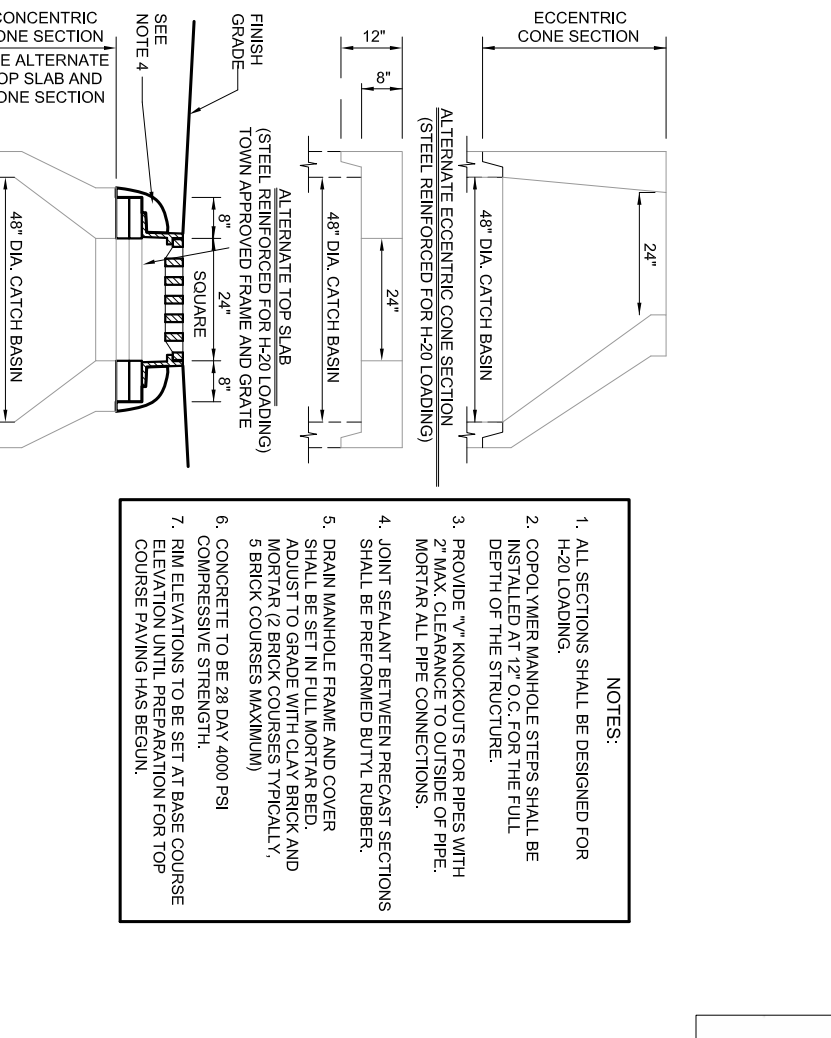 ECCENTRIC
CONE SECTION
24"
48" DIA. CATCH BASIN
ALTERNATE ECCENTRIC CONE SECTION
(STEEL REINFORCED FOR H-20 LOADING)
12"
8"
24"
48" DIA. CATCH BASIN
ALTERNATE TOP SLAB
(STEEL REINFORCED FOR H-20 LOADING)
TOWN APPROVED FRAME AND GRATE
FINISH
GRADE
8"
24"
8"
SQUARE
SEE
NOTE 4
ONCENTRIC
ONE SECTION
E ALTERNATE
OP SLAB AND
ONE SECTION
48" DIA. CATCH BASIN
NOTES:
1. ALL SECTIONS SHALL BE DESIGNED FOR
H-20 LOADING.
2. COPOLYMER MANHOLE STEPS SHALL BE
INSTALLED AT 12" O.C. FOR THE FULL
DEPTH OF THE STRUCTURE.
3. PROVIDE "V" KNOCKOUTS FOR PIPES WITH
2" MAX. CLEARANCE TO OUTSIDE OF PIPE.
MORTAR ALL PIPE CONNECTIONS.
4. JOINT SEALANT BETWEEN PRECAST SECTIONS
SHALL BE PREFORMED BUTYL RUBBER.
5. DRAIN MANHOLE FRAME AND COVER
SHALL BE SET IN FULL MORTAR BED.
ADJUST TO GRADE WITH CLAY BRICK AND
MORTAR (2 BRICK COURSES TYPICALLY,
5 BRICK COURSES MAXIMUM)
6. CONCRETE TO BE 28 DAY 4000 PSI
COMPRESSIVE STRENGTH.
7. RIM ELEVATIONS TO BE SET AT BASE COURSE
ELEVATION UNTIL PREPARATION FOR TOP
COURSE PAVING HAS BEGUN.